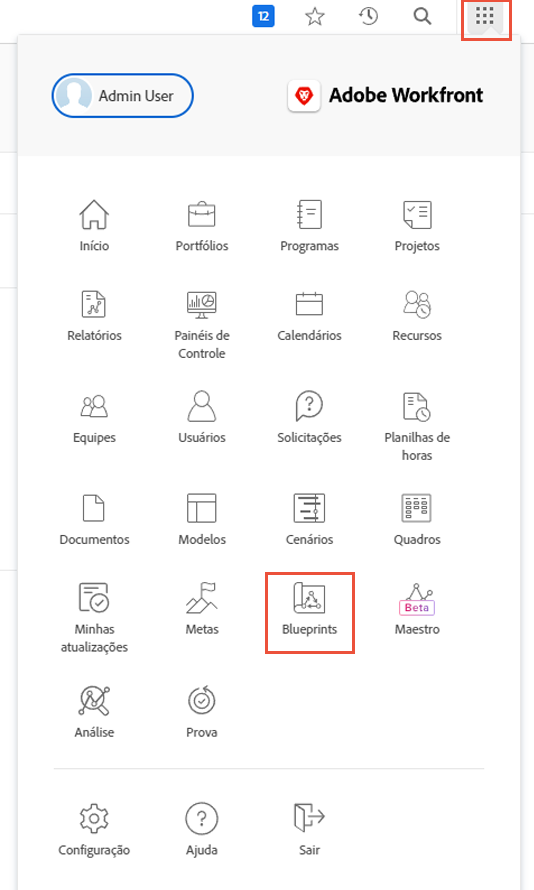 12
Admin User
Adobe Workfront
Início
Portfólios
Programas
Projetos
Relatórios
Painéis de
Controle
Calendários
Recursos
Equipes
Usuários
Solicitações
Planilhas de
horas
Documentos
Modelos
Cenários
Quadros
Minhas
atualizações
Metas
Blueprints
Beta
Maestro
Análise
Prova
Configuração
Ajuda
Sair